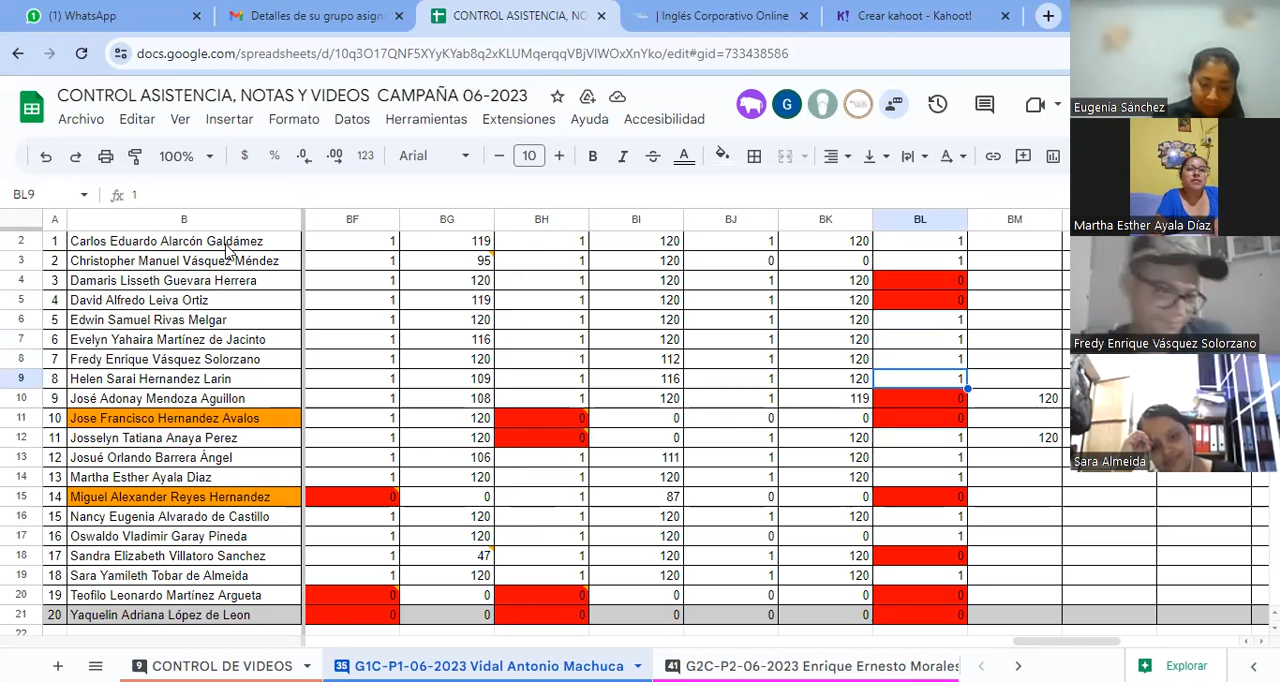 (1) WhatsApp
Detalles de su grupo asigna
CONTROL ASISTENCIA, NO
| Inglés Corporativo Online
Crear kahoot - Kahoot!
docs.google.com/spreadsheets/d/10q3O17QNF5XYyKYab8q2xKLUMqerqqVBjVIWOxXnYko/edit#gid=733438586
CONTROL ASISTENCIA, NOTAS Y VIDEOS CAMPAÑA 06-2023
Archivo Editar Ver Insertar Formato Datos Herramientas Extensiones Ayuda Accesibilidad
100% $ % .0 .00 123 Arial 10 B I A
BL9 fx 1
A B BF BG BH BI BJ BK BL BM
2 1 Carlos Eduardo Alarcón Galdámez 1 120 1 120 1 120 1
3 2 Christopher Manuel Vásquez Méndez 1 95 1 120 0 0 1
4 3 Damaris Lisseth Guevara Herrera 1 120 1 120 1 120 0
5 4 David Alfredo Leiva Ortiz 1 119 1 120 1 120 0
6 5 Edwin Samuel Rivas Melgar 1 120 1 120 1 120 1
7 6 Evelyn Yahaira Martínez de Jacinto 1 118 1 120 1 120 1
8 7 Fredy Enrique Vásquez Solorzano 1 120 1 112 1 120 1
9 8 Helen Sarai Hernandez Larin 1 109 1 116 1 120 1
10 9 José Adonay Mendoza Aguillon 1 108 1 120 1 119 0 120
11 10 Jose Francisco Hernandez Avalos 1 120 0 0 0 0 0
12 11 Josselyn Tatiana Anaya Perez 1 120 0 0 1 120 1 120
13 12 Josué Orlando Barrera Ángel 1 106 1 111 1 120 1
14 13 Martha Esther Ayala Diaz 1 120 1 120 1 120 1
15 14 Miguel Alexander Reyes Hernandez 0 0 1 87 0 0 0
16 15 Nancy Eugenia Alvarado de Castillo 1 120 1 120 1 120 1
17 16 Oswaldo Vladimir Garay Pineda 1 120 1 120 0 0 1
18 17 Sandra Elizabeth Villatoro Sanchez 1 47 1 120 1 120 0
19 18 Sara Yamileth Tobar de Almeida 1 120 1 120 1 120 1
20 19 Teofilo Leonardo Martínez Argueta 0 0 0 0 0 0 0
21 20 Yaquelin Adriana López de Leon 0 0 0 0 0 0 0
22
9 CONTROL DE VIDEOS 35 G1C-P1-06-2023 Vidal Antonio Machuca 41 G2C-P2-06-2023 Enrique Ernesto Morales Explorar
Eugenia Sánchez
Martha Esther Ayala Díaz
Fredy Enrique Vásquez Solorzano
Sara Almeida